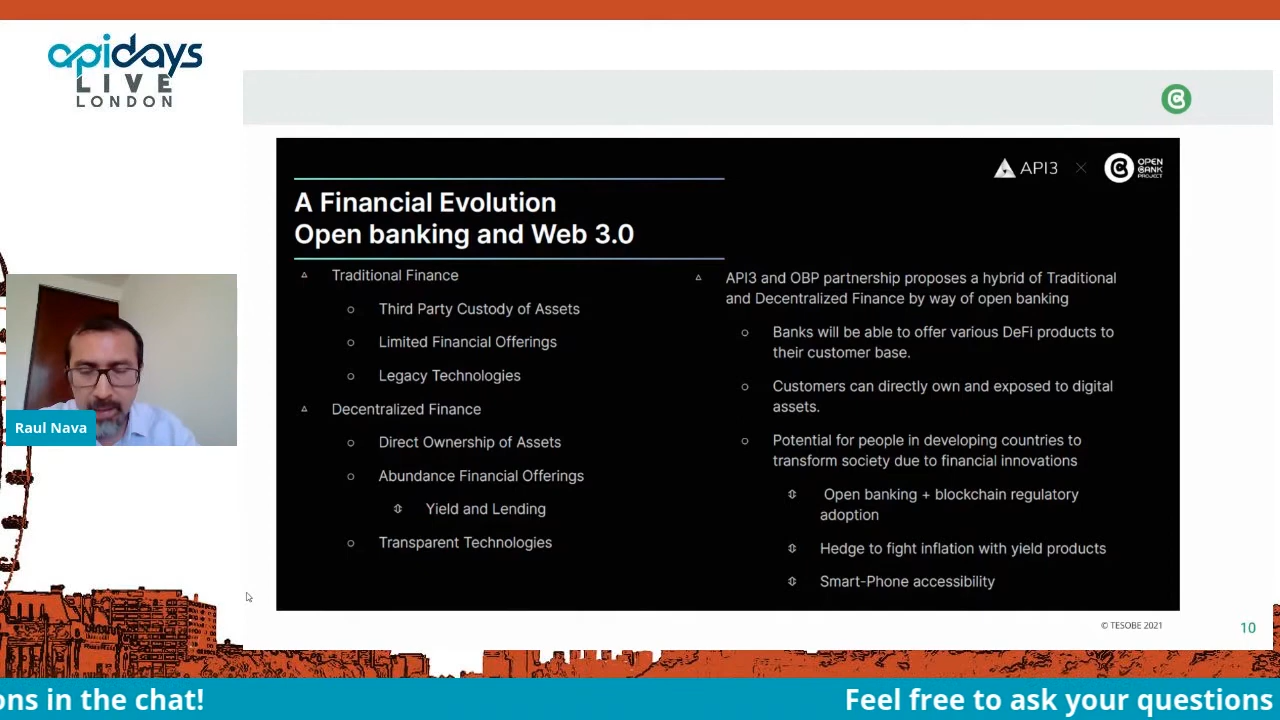 apidays
LIVE
LONDON
API3
OPEN
BANK
PROJECT
A Financial Evolution
Open banking and Web 3.0
Traditional Finance
Third Party Custody of Assets
Limited Financial Offerings
Legacy Technologies
Decentralized Finance
Direct Ownership of Assets
Abundance Financial Offerings
Yield and Lending
Transparent Technologies
API3 and OBP partnership proposes a hybrid of Traditional
and Decentralized Finance by way of open banking
Banks will be able to offer various DeFi products to
their customer base.
Customers can directly own and exposed to digital
assets.
Potential for people in developing countries to
transform society due to financial innovations
Open banking + blockchain regulatory
adoption
Hedge to fight inflation with yield products
Smart-Phone accessibility
Raul Nava
© TESOBE 2021
10
ons in the chat!
Feel free to ask your questions